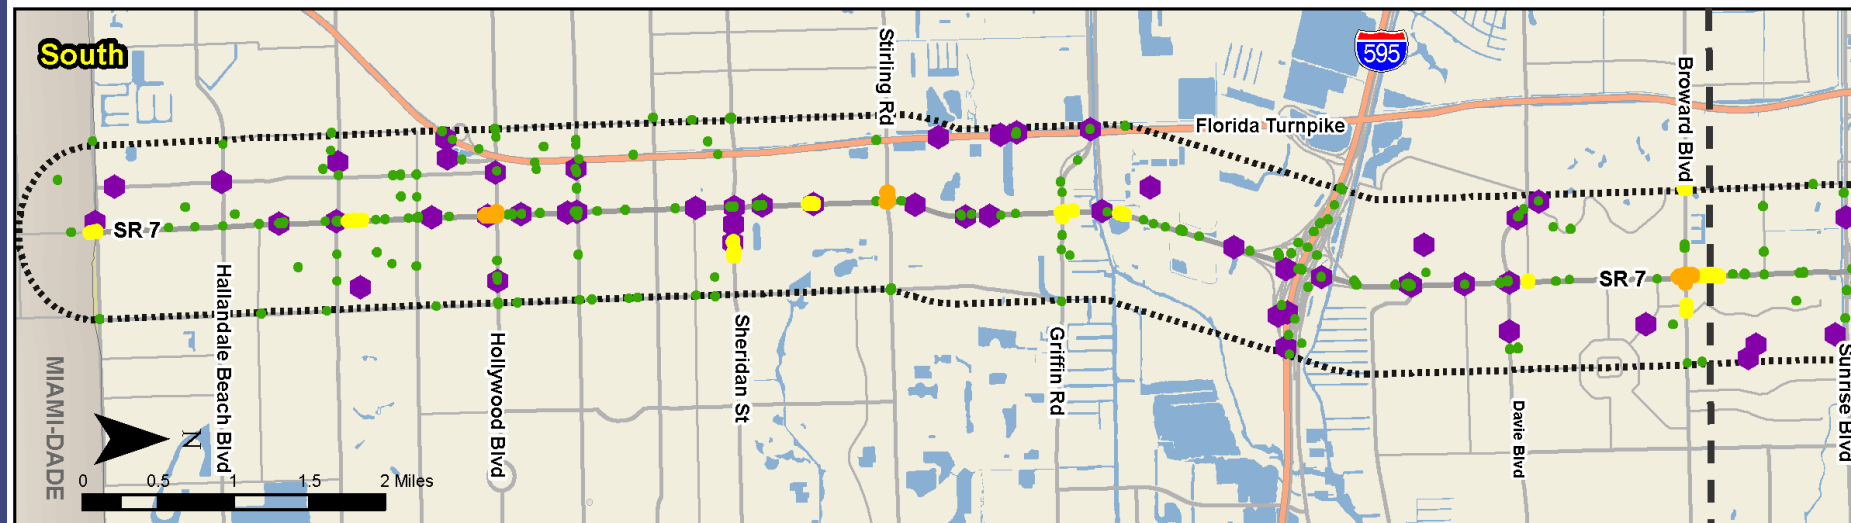 South
Stirling Rd
595
Broward Blvd
Florida Turnpike
SR 7
SR 7
Hallandale Beach Blvd
Hollywood Blvd
Sheridan St
Griffin Rd
Davie Blvd
Sunrise Blvd
MIAMI-DADE
N
0 0.5 1 1.5 2 Miles